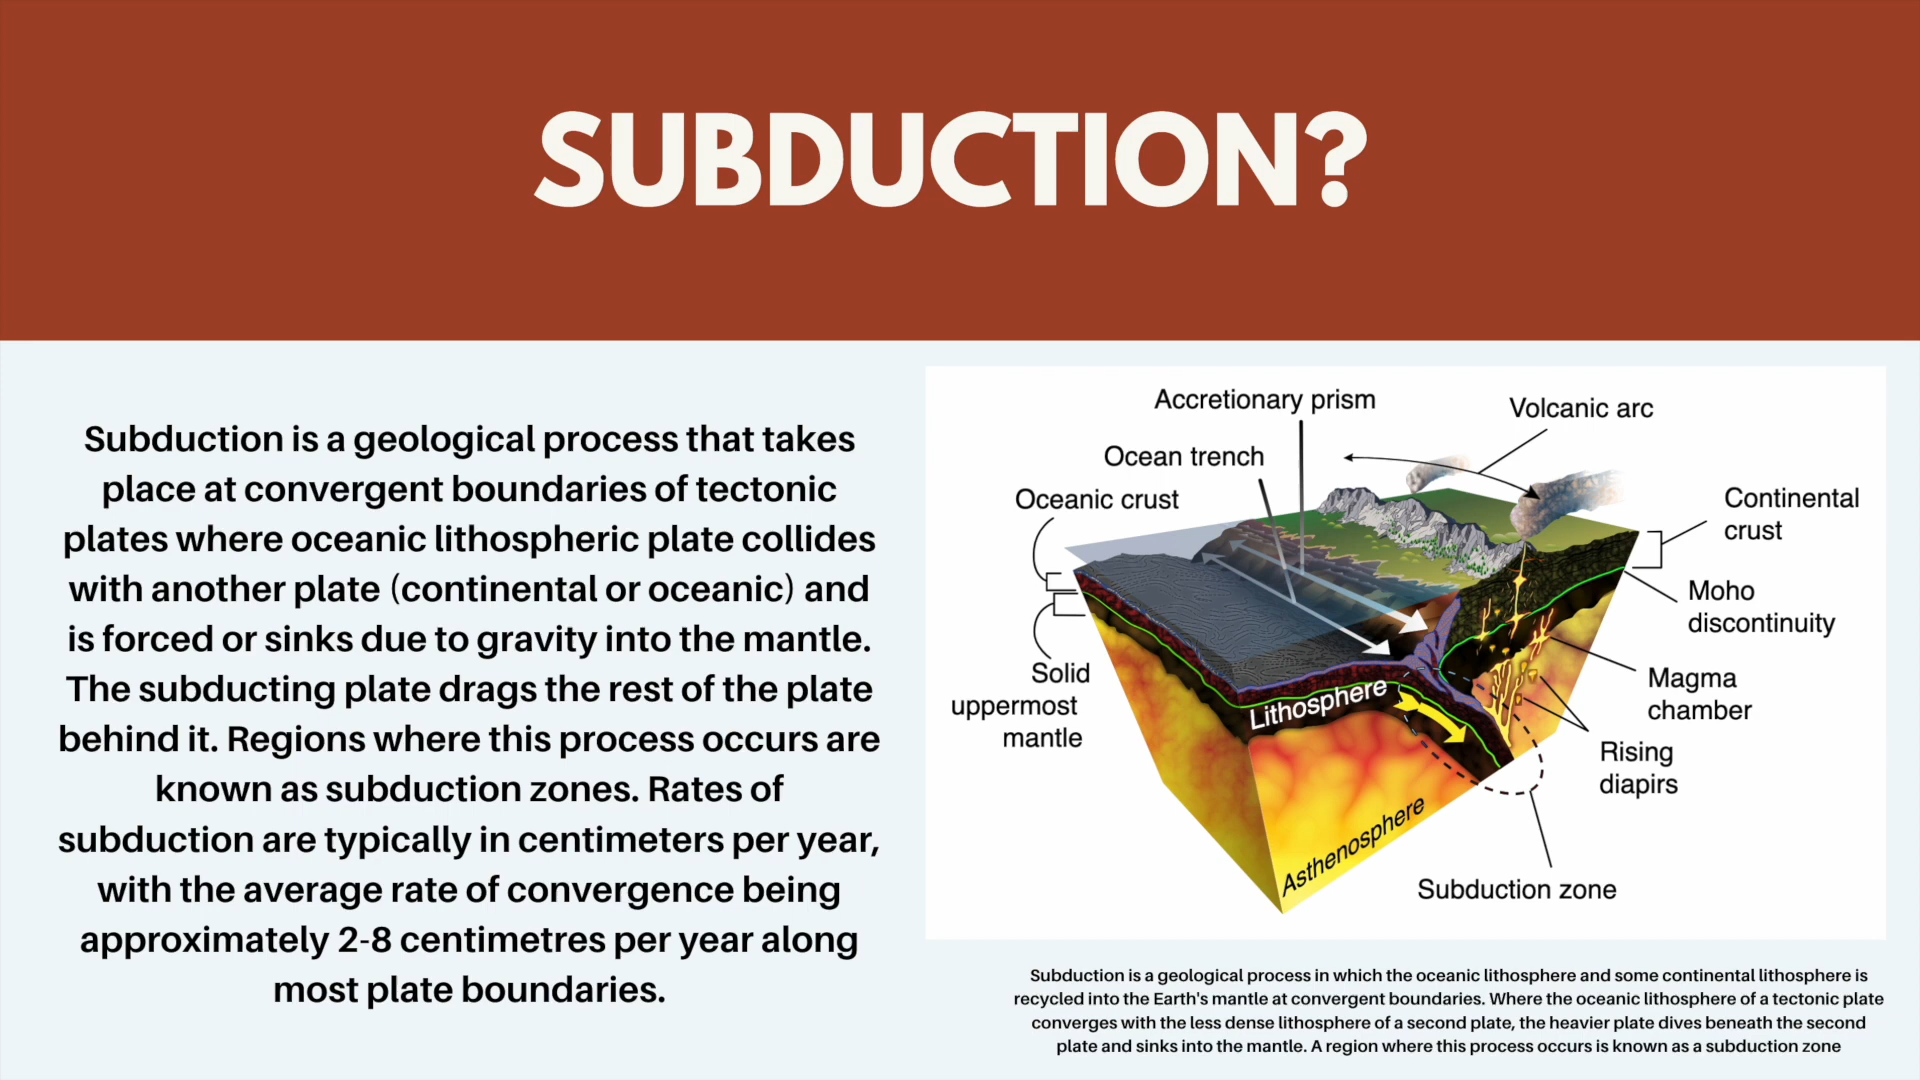 SUBDUCTION?
Subduction is a geological process that takes
place at convergent boundaries of tectonic
plates where oceanic lithospheric plate collides
with another plate (continental or oceanic) and
is forced or sinks due to gravity into the mantle.
The subducting plate drags the rest of the plate
behind it. Regions where this process occurs are
known as subduction zones. Rates of
subduction are typically in centimeters per year,
with the average rate of convergence being
approximately 2-8 centimetres per year along
most plate boundaries.
Accretionary prism
Volcanic arc
Ocean trench
Oceanic crust
Continental
crust
Moho
discontinuity
Solid
uppermost
mantle
Magma
chamber
Lithosphere
Rising
diapirs
Asthenosphere
Subduction zone
Subduction is a geological process in which the oceanic lithosphere and some continental lithosphere is
recycled into the Earth's mantle at convergent boundaries. Where the oceanic lithosphere of a tectonic plate
converges with the less dense lithosphere of a second plate, the heavier plate dives beneath the second
plate and sinks into the mantle. A region where this process occurs is known as a subduction zone